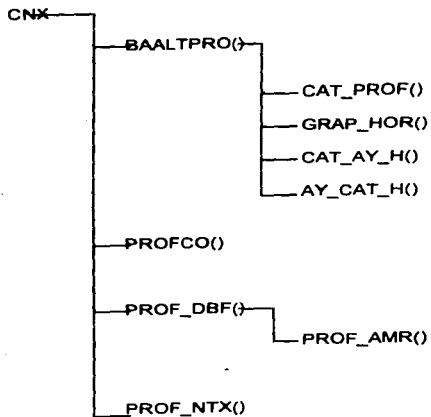 CNX
BAALTPRO()
CAT_PROF()
GRAP_HOR()
CAT_AY_H()
AY_CAT_H()
PROFCO()
PROF_DBF()
PROF_AMR()
PROF_NTX()